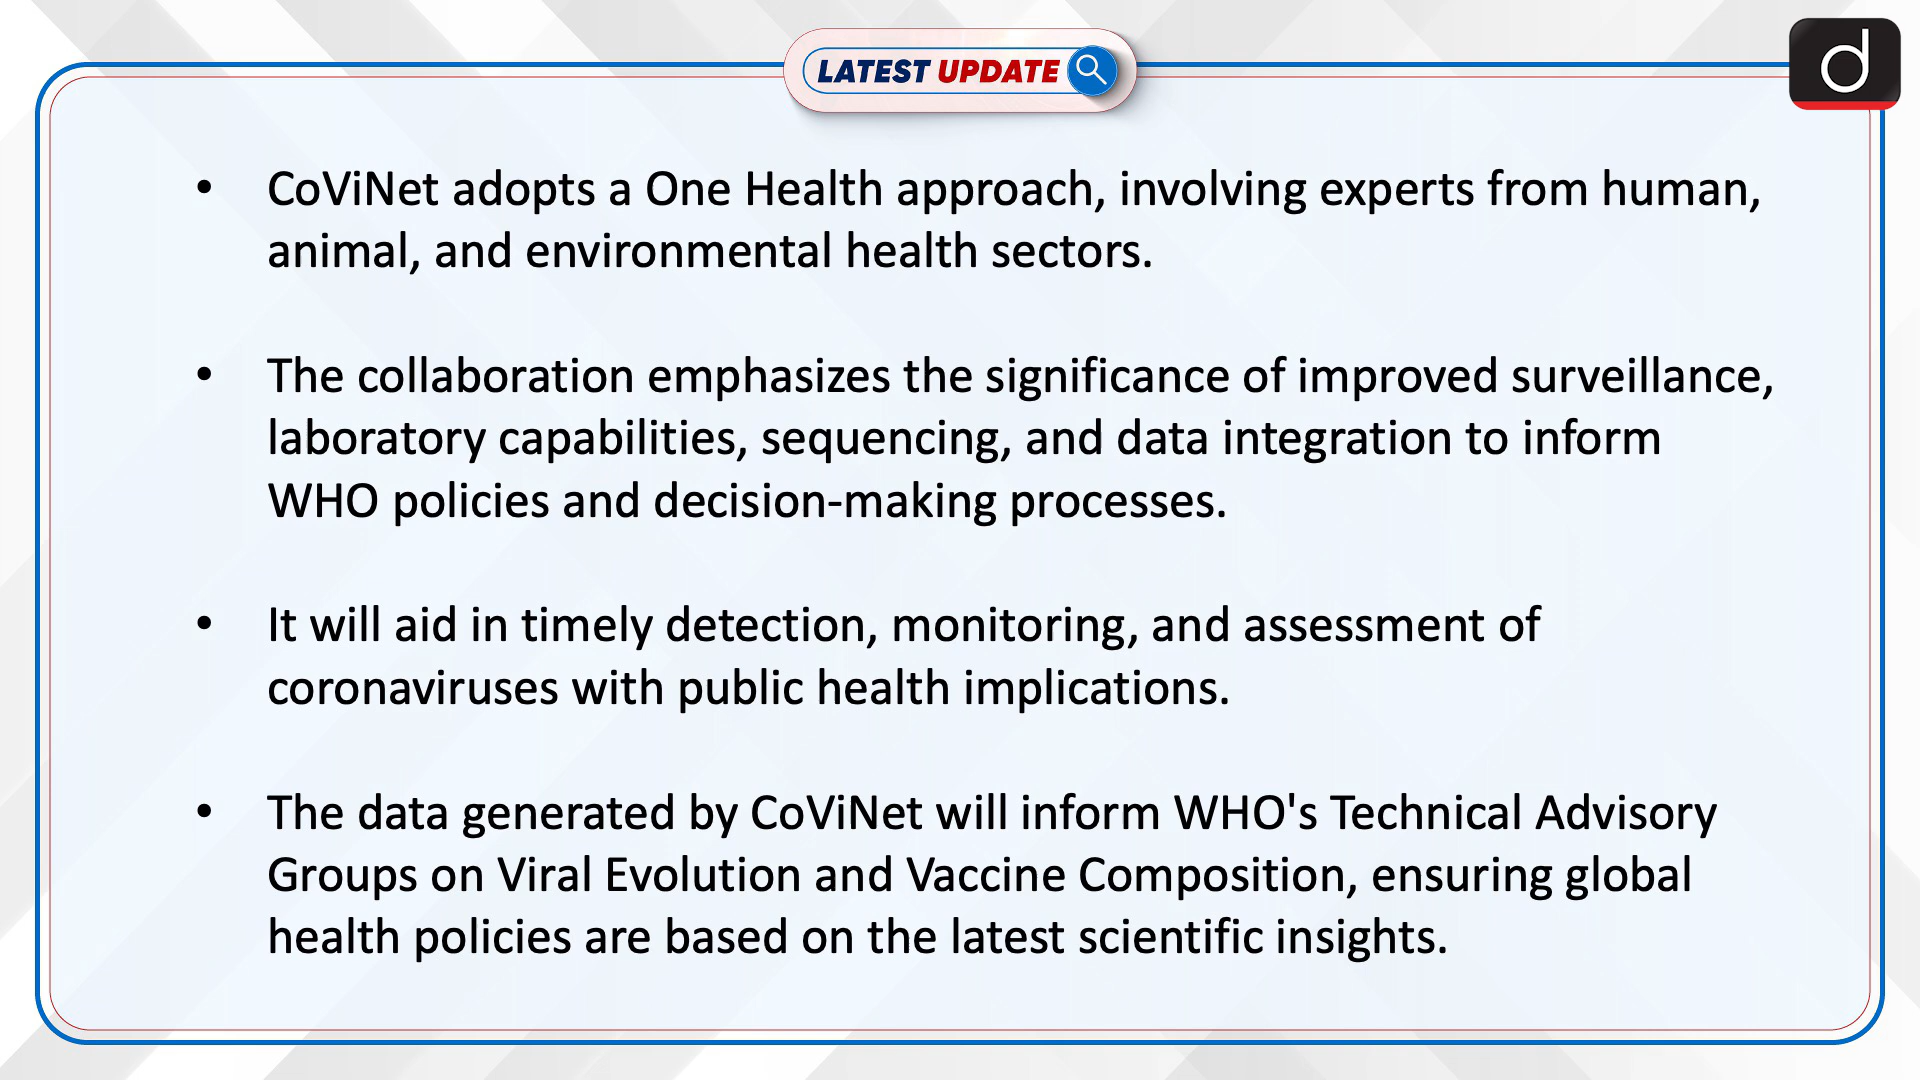 LATEST UPDATE
d
• CoViNet adopts a One Health approach, involving experts from human,
animal, and environmental health sectors.
• The collaboration emphasizes the significance of improved surveillance,
laboratory capabilities, sequencing, and data integration to inform
WHO policies and decision-making processes.
• It will aid in timely detection, monitoring, and assessment of
coronaviruses with public health implications.
• The data generated by CoViNet will inform WHO's Technical Advisory
Groups on Viral Evolution and Vaccine Composition, ensuring global
health policies are based on the latest scientific insights.